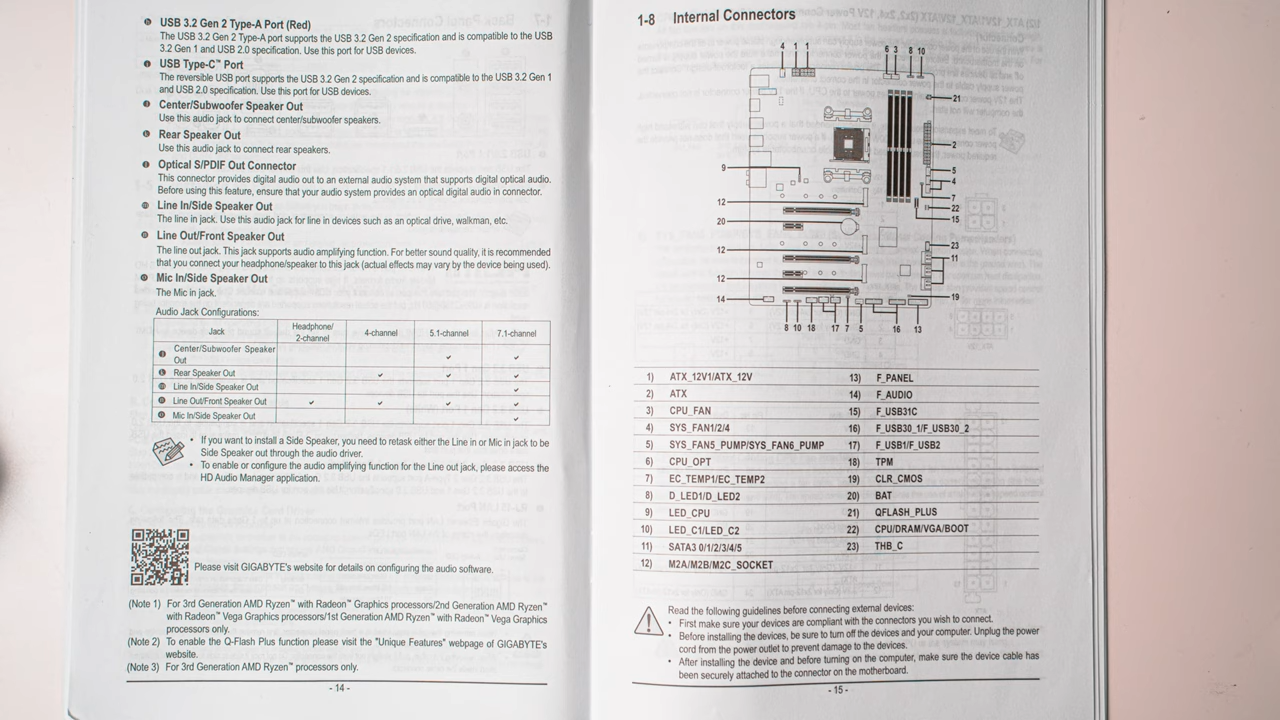 USB 3.2 Gen 2 Type-A Port (Red)
The USB 3.2 Gen 2 Type-A port supports the USB 3.2 Gen 2 specification and is compatible to the USB
3.2 Gen 1 and USB 2.0 specification. Use this port for USB devices.
USB Type-C™ Port
The reversible USB port supports the USB 3.2 Gen 2 specification and is compatible to the USB 3.2 Gen 1
and USB 2.0 specification. Use this port for USB devices.
Center/Subwoofer Speaker Out
Use this audio jack to connect center/subwoofer speakers.
Rear Speaker Out
Use this audio jack to connect rear speakers.
Optical S/PDIF Out Connector
This connector provides digital audio out to an external audio system that supports digital optical audio.
Before using this feature, ensure that your audio system provides an optical digital audio in connector.
Line In/Side Speaker Out
The line in jack. Use this audio jack for line in devices such as an optical drive, walkman, etc.
Line Out/Front Speaker Out
The line out jack. This jack supports audio amplifying function. For better sound quality, it is recommended
that you connect your headphone/speaker to this jack (actual effects may vary by the device being used).
Mic In/Side Speaker Out
The Mic in jack.
Audio Jack Configurations:
Jack Headphone/ 2-channel 4-channel 5.1-channel 7.1-channel
Center/Subwoofer Speaker ✓ ✓
Out
Rear Speaker Out ✓ ✓ ✓
Line In/Side Speaker Out ✓
Line Out/Front Speaker Out ✓ ✓ ✓ ✓
Mic In/Side Speaker Out ✓
• If you want to install a Side Speaker, you need to retask either the Line in or Mic in jack to be
Side Speaker out through the audio driver.
• To enable or configure the audio amplifying function for the Line out jack, please access the
HD Audio Manager application.
Please visit GIGABYTE's website for details on configuring the audio software.
(Note 1) For 3rd Generation AMD Ryzen™ with Radeon™ Graphics processors/2nd Generation AMD Ryzen™
with Radeon™ Vega Graphics processors/1st Generation AMD Ryzen™ with Radeon™ Vega Graphics
processors only.
(Note 2) To enable the Q-Flash Plus function please visit the "Unique Features" webpage of GIGABYTE's
website.
(Note 3) For 3rd Generation AMD Ryzen™ processors only.
- 14 -
1-8 Internal Connectors
4 1 1 6 3 8 10
21
2
9
5
4
7
12
22
20
15
12
23
11
12
14
19
8 10 18 17 7 5 16 13
1) ATX_12V1/ATX_12V 13) F_PANEL
2) ATX 14) F_AUDIO
3) CPU_FAN 15) F_USB31C
4) SYS_FAN1/2/4 16) F_USB30_1/F_USB30_2
5) SYS_FAN5_PUMP/SYS_FAN6_PUMP 17) F_USB1/F_USB2
6) CPU_OPT 18) TPM
7) EC_TEMP1/EC_TEMP2 19) CLR_CMOS
8) D_LED1/D_LED2 20) BAT
9) LED_CPU 21) QFLASH_PLUS
10) LED_C1/LED_C2 22) CPU/DRAM/VGA/BOOT
11) SATA3 0/1/2/3/4/5 23) THB_C
12) M2A/M2B/M2C_SOCKET
Read the following guidelines before connecting external devices:
• First make sure your devices are compliant with the connectors you wish to connect.
• Before installing the devices, be sure to turn off the devices and your computer. Unplug the power
cord from the power outlet to prevent damage to the devices.
• After installing the device and before turning on the computer, make sure the device cable has
been securely attached to the connector on the motherboard.
- 15 -